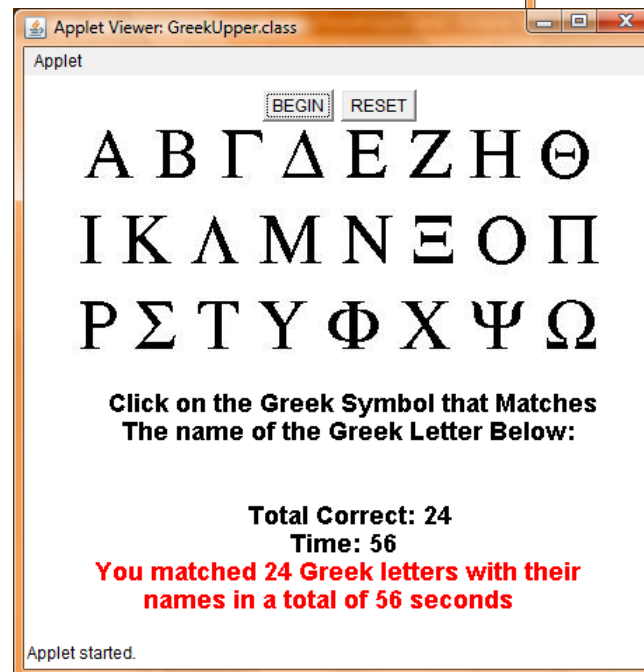 Applet Viewer: GreekUpper.class
Applet
BEGIN RESET
Α Β Γ Δ Ε Ζ Η Θ
Ι Κ Λ Μ Ν Ξ Ο Π
Ρ Σ Τ Υ Φ Χ Ψ Ω
Click on the Greek Symbol that Matches
The name of the Greek Letter Below:
Total Correct: 24
Time: 56
You matched 24 Greek letters with their
names in a total of 56 seconds
Applet started.